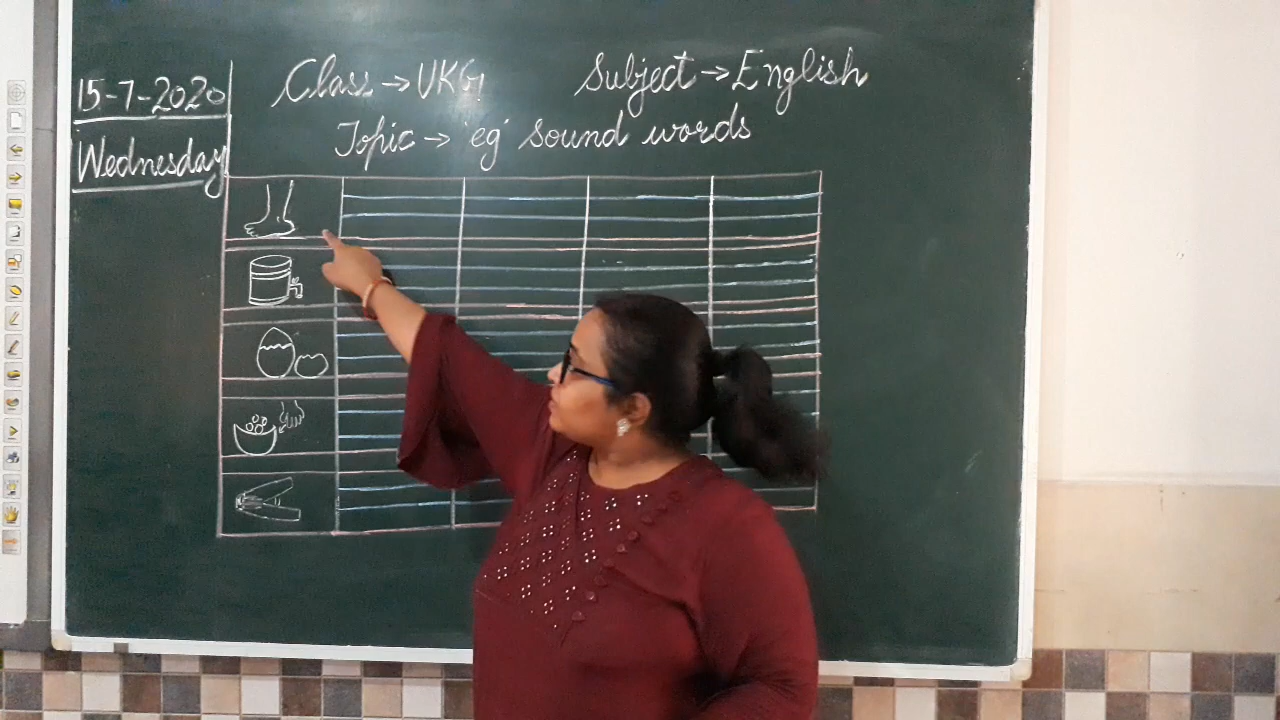 15-7-2020
Wednesday
Class → UKG
Subject → English
Topic → 'eg' sound words